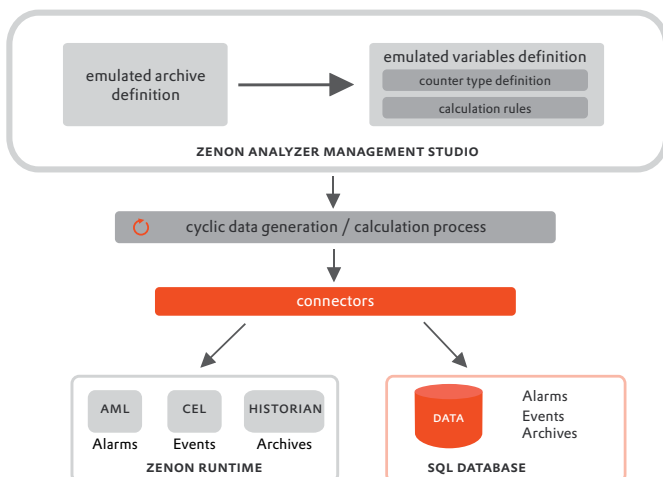 emulated archive
definition
emulated variables definition
counter type definition
calculation rules
ZENON ANALYZER MANAGEMENT STUDIO
cyclic data generation / calculation process
connectors
AML
CEL
HISTORIAN
Alarms
Events
Archives
ZENON RUNTIME
DATA
Alarms
Events
Archives
SQL DATABASE